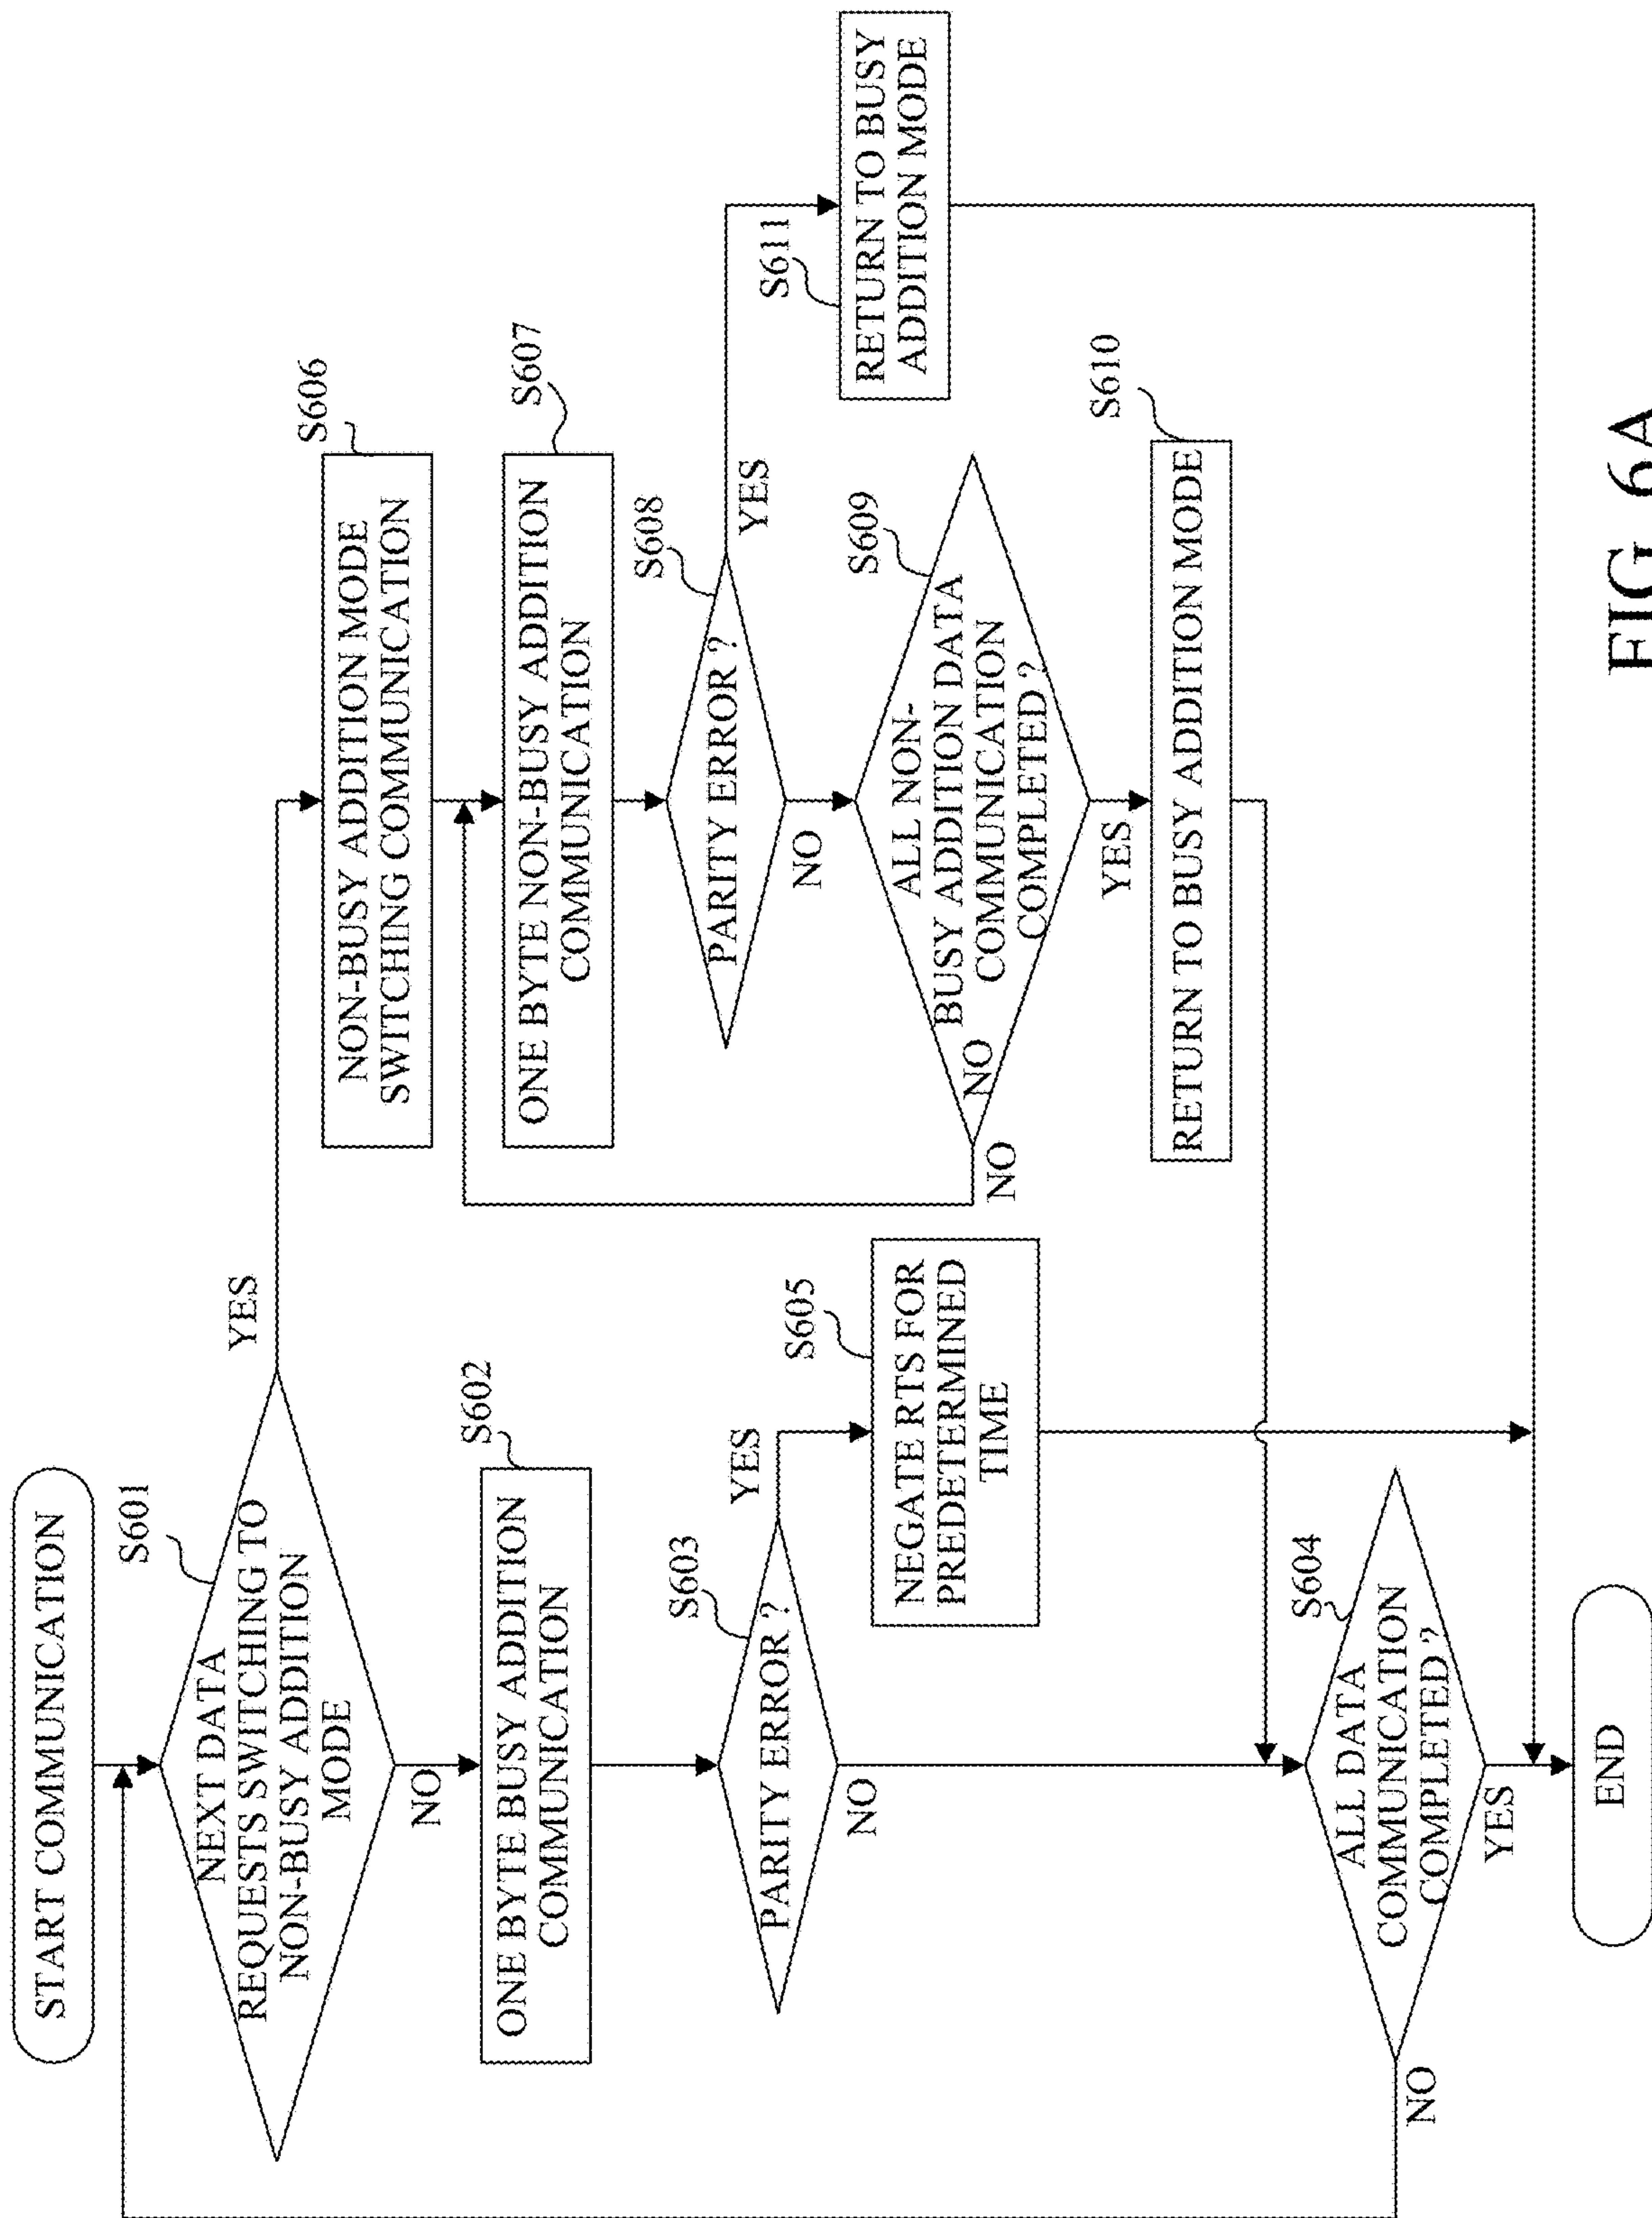 START COMMUNICATION
S601
NEXT DATA
REQUESTS SWITCHING TO
NON-BUSY ADDITION
MODE
YES
NO
S602
ONE BYTE BUSY ADDITION
COMMUNICATION
S603
PARITY ERROR ?
YES
NO
S605
NEGATE RTS FOR
PREDETERMINED
TIME
S604
ALL DATA
COMMUNICATION
COMPLETED ?
NO
YES
END
S606
NON-BUSY ADDITION MODE
SWITCHING COMMUNICATION
S607
ONE BYTE NON-BUSY ADDITION
COMMUNICATION
S608
PARITY ERROR ?
YES
NO
S609
ALL NON-
BUSY ADDITION DATA
COMMUNICATION
COMPLETED ?
NO
NO
YES
S610
RETURN TO BUSY ADDITION MODE
S611
RETURN TO BUSY
ADDITION MODE
FIG 6A